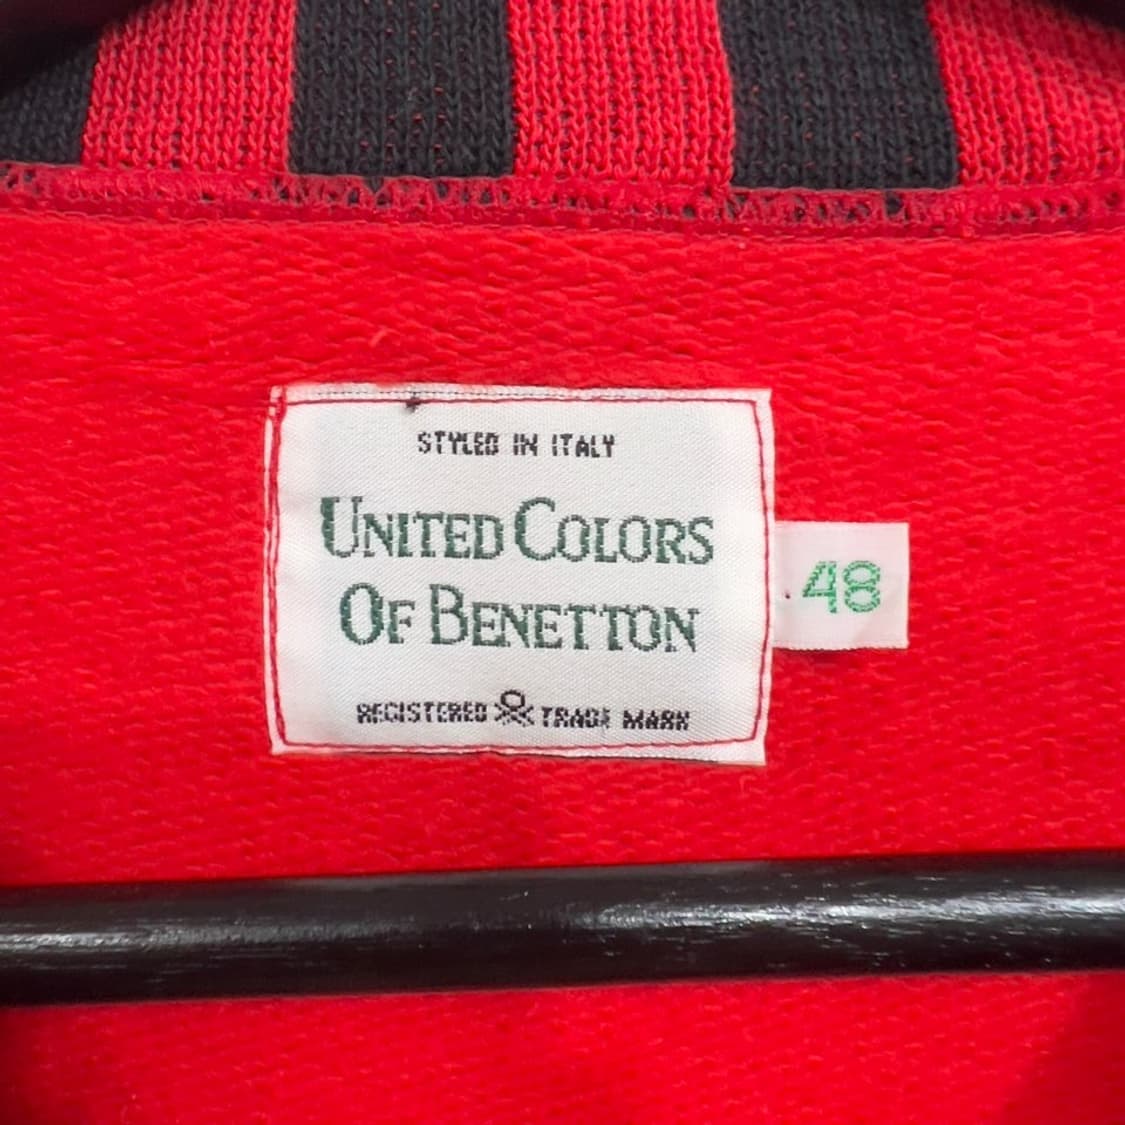 STYLED IN ITALY
UNITED COLORS
OF BENETTON
48
REGISTERED TRADE MARK